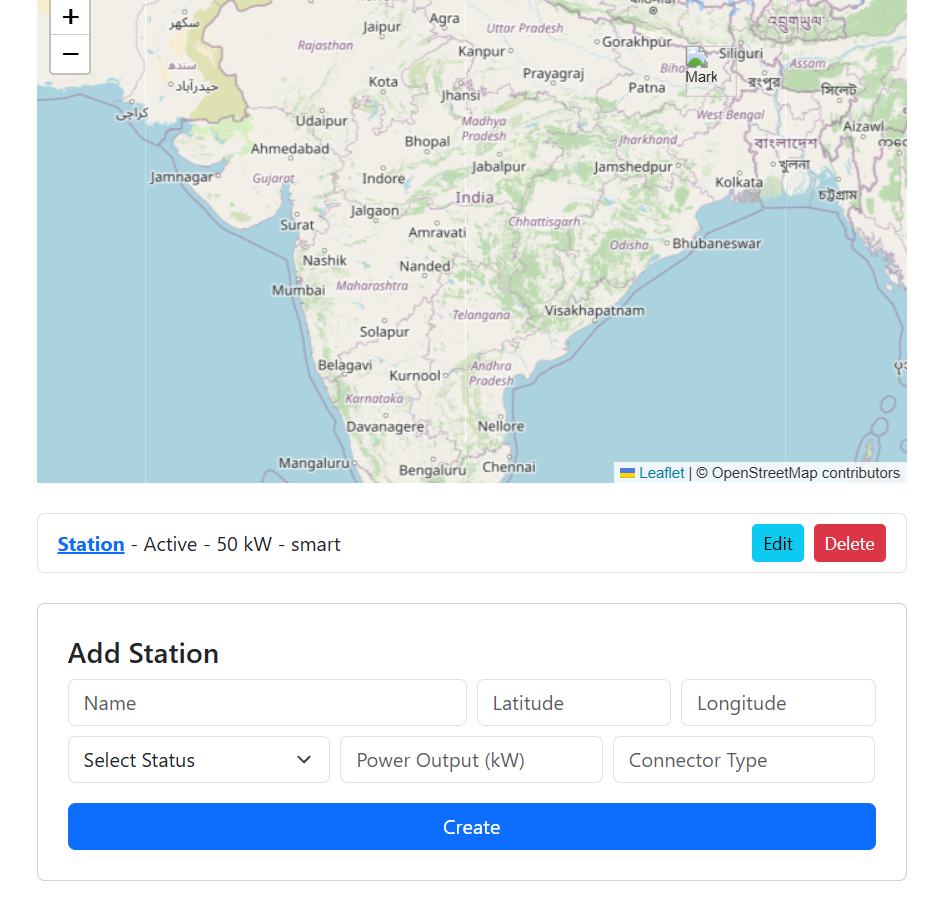 +
سکھر
Jaipur
Agra
Uttar Pradesh
Rajasthan
Gorakhpur
−
Kanpur
سندھ
Siliguri
Assam
Prayagraj
Mark
Kota
حیدرآباد
Patna
রংপুর
সিলেট
Jhansi
کراچی
West Bengal
Udaipur
Madhya
Pradesh
Aizawl
Bhopal
Jharkhand
বাংলাদেশ
Ahmedabad
Jabalpur
Jamshedpur
খুলনা
Jamnagar
Gujarat
Indore
Kolkata
চট্টগ্রাম
India
Jalgaon
Surat
Chhattisgarh
Amravati
Odisha
Bhubaneswar
Nashik
Nanded
Mumbai
Maharashtra
Telangana
Visakhapatnam
Solapur
Belagavi
Kurnool
Andhra
Pradesh
Karnataka
Davanagere
Nellore
Mangaluru
Bengaluru
Chennai
Leaflet | © OpenStreetMap contributors
Station - Active - 50 kW - smart
Edit
Delete
Add Station
Name
Latitude
Longitude
Select Status
Power Output (kW)
Connector Type
Create